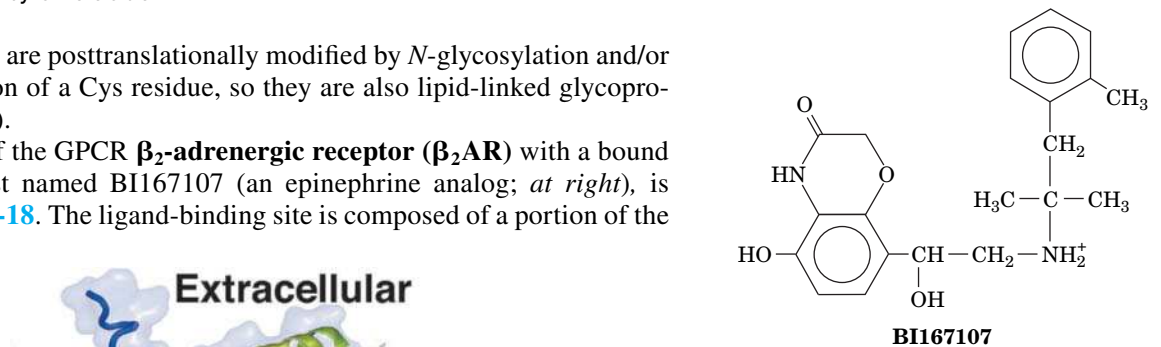 are posttranslationally modified by N-glycosylation and/or
on of a Cys residue, so they are also lipid-linked glycopro-
).
f the GPCR β₂-adrenergic receptor (β₂AR) with a bound
t named BI167107 (an epinephrine analog; at right), is
-18. The ligand-binding site is composed of a portion of the
Extracellular
CH₃
O
CH₂
HN
O
H₃C—C—CH₃
HO
CH—CH₂—NH₂⁺
OH
BI167107